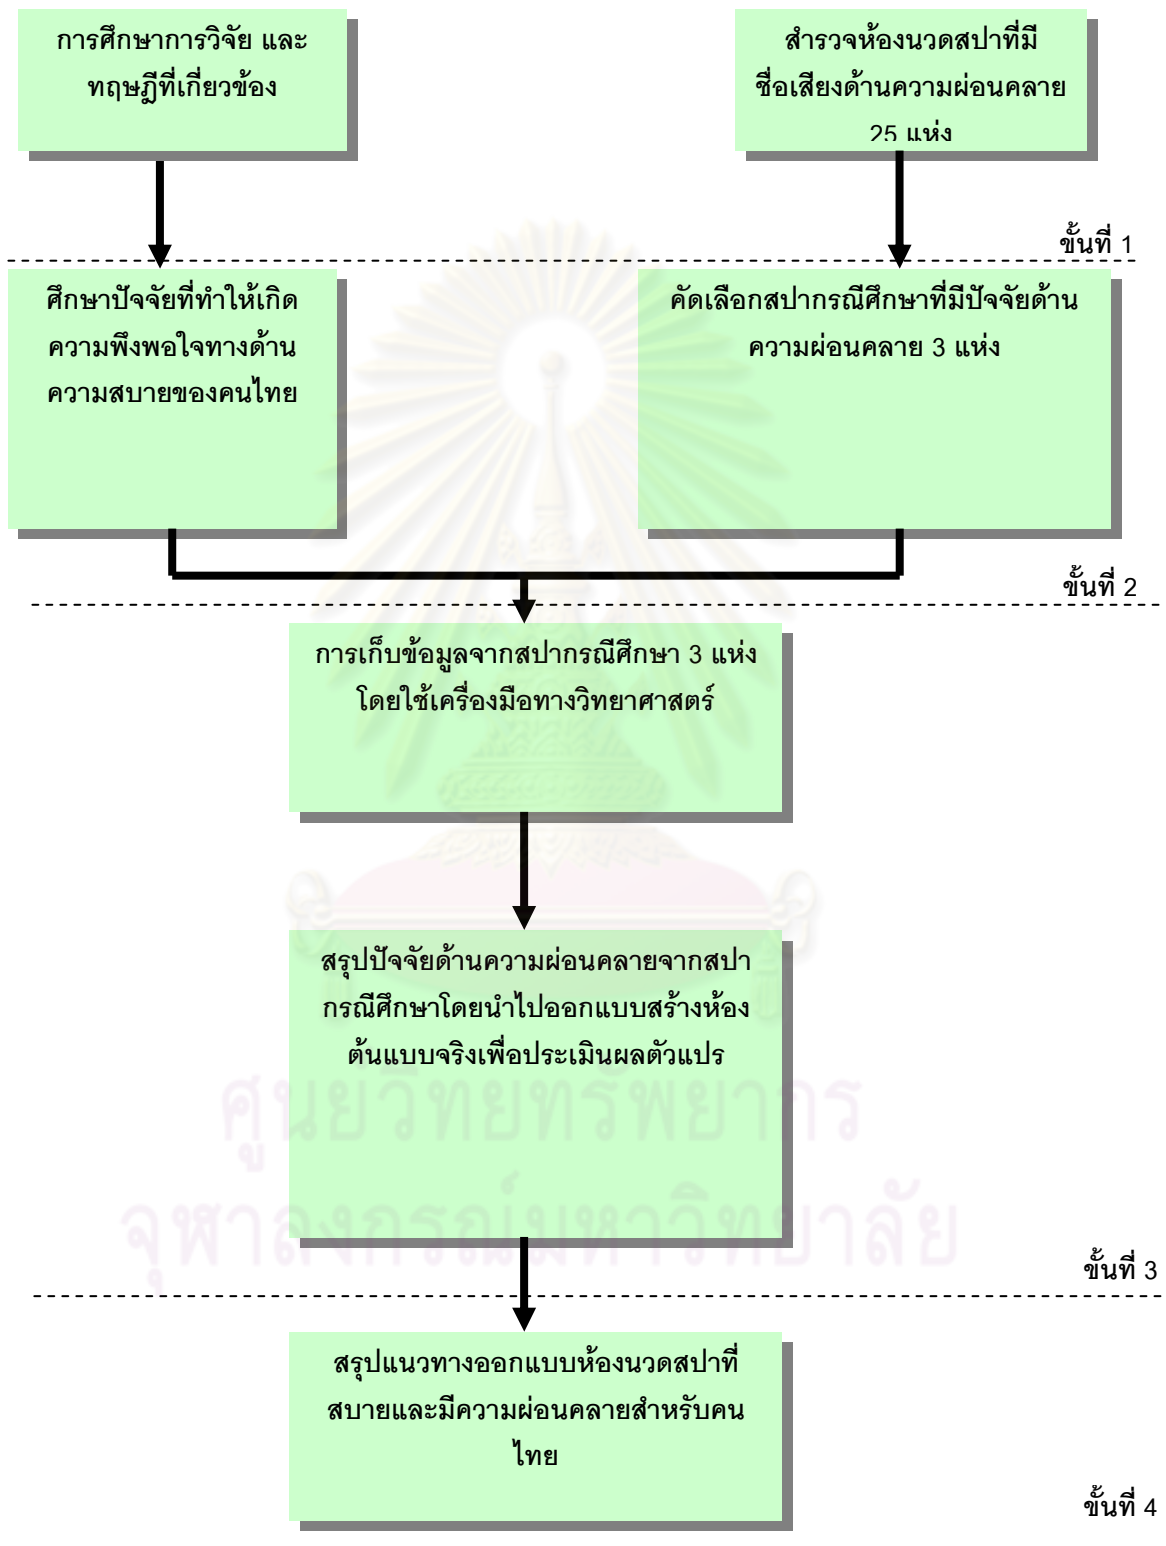 การศึกษาการวิจัย และ
ทฤษฎีที่เกี่ยวข้อง
สำรวจห้องนวดสปาที่มี
ชื่อเสียงด้านความผ่อนคลาย
25 แห่ง
ขั้นที่ 1
ศึกษาปัจจัยที่ทำให้เกิด
ความพึงพอใจทางด้าน
ความสบายของคนไทย
คัดเลือกสปากรณีศึกษาที่มีปัจจัยด้าน
ความผ่อนคลาย 3 แห่ง
ขั้นที่ 2
การเก็บข้อมูลจากสปากรณีศึกษา 3 แห่ง
โดยใช้เครื่องมือทางวิทยาศาสตร์
สรุปปัจจัยด้านความผ่อนคลายจากสปา
กรณีศึกษาโดยนำไปออกแบบสร้างห้อง
ต้นแบบจริงเพื่อประเมินผลตัวแปร
ศูนย์วิทยทรัพยากร
จุฬาลงกรณ์มหาวิทยาลัย
ขั้นที่ 3
สรุปแนวทางออกแบบห้องนวดสปาที่
สบายและมีความผ่อนคลายสำหรับคน
ไทย
ขั้นที่ 4